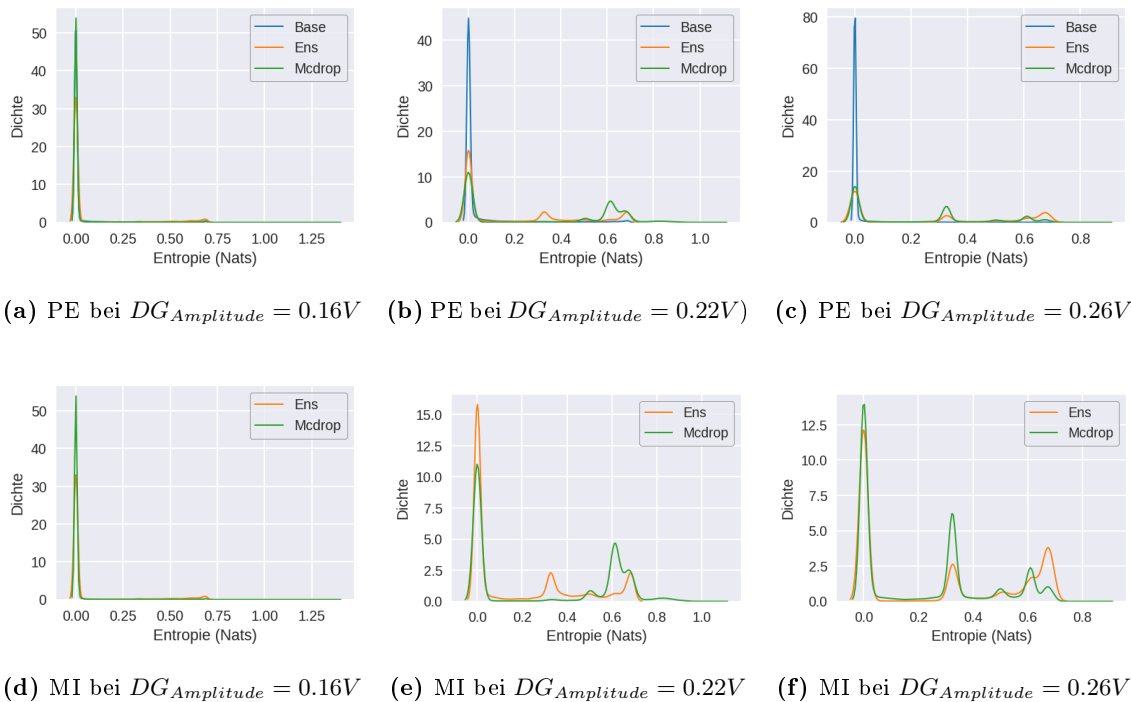 Base
Ens
Mcdrop
50
40
30
20
10
0
0.00 0.25 0.50 0.75 1.00 1.25
Dichte
Entropie (Nats)
Base
Ens
Mcdrop
40
30
20
10
0
0.0 0.2 0.4 0.6 0.8 1.0
Dichte
Entropie (Nats)
Base
Ens
Mcdrop
80
60
40
20
0
0.0 0.2 0.4 0.6 0.8
Dichte
Entropie (Nats)
(a) PE bei DG_Amplitude = 0.16V
(b) PE bei DG_Amplitude = 0.22V)
(c) PE bei DG_Amplitude = 0.26V
Ens
Mcdrop
50
40
30
20
10
0
0.00 0.25 0.50 0.75 1.00 1.25
Dichte
Entropie (Nats)
Ens
Mcdrop
15.0
12.5
10.0
7.5
5.0
2.5
0.0
0.0 0.2 0.4 0.6 0.8 1.0
Dichte
Entropie (Nats)
Ens
Mcdrop
12.5
10.0
7.5
5.0
2.5
0.0
0.0 0.2 0.4 0.6 0.8
Dichte
Entropie (Nats)
(d) MI bei DG_Amplitude = 0.16V
(e) MI bei DG_Amplitude = 0.22V
(f) MI bei DG_Amplitude = 0.26V